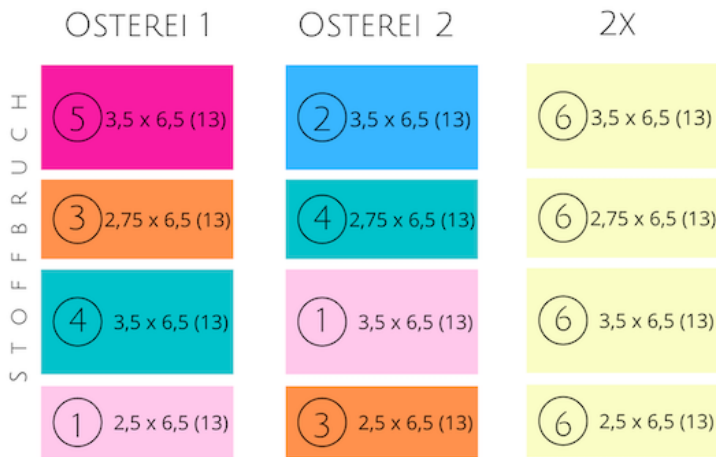 OSTEREI 1
OSTEREI 2
2X
STOFFBRUCH
5 3,5 x 6,5 (13)
2 3,5 x 6,5 (13)
6 3,5 x 6,5 (13)
3 2,75 x 6,5 (13)
4 2,75 x 6,5 (13)
6 2,75 x 6,5 (13)
4 3,5 x 6,5 (13)
1 3,5 x 6,5 (13)
6 3,5 x 6,5 (13)
1 2,5 x 6,5 (13)
3 2,5 x 6,5 (13)
6 2,5 x 6,5 (13)